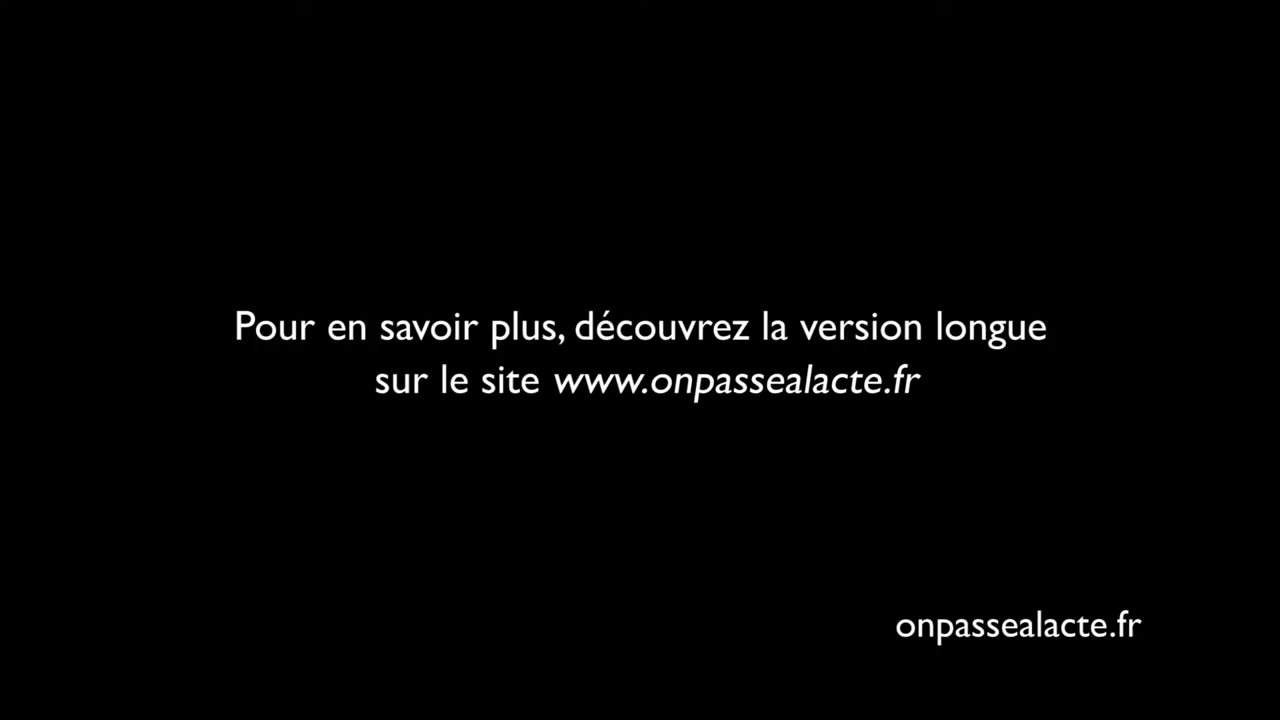 Pour en savoir plus, découvrez la version longue
sur le site www.onpassealacte.fr
onpassealacte.fr